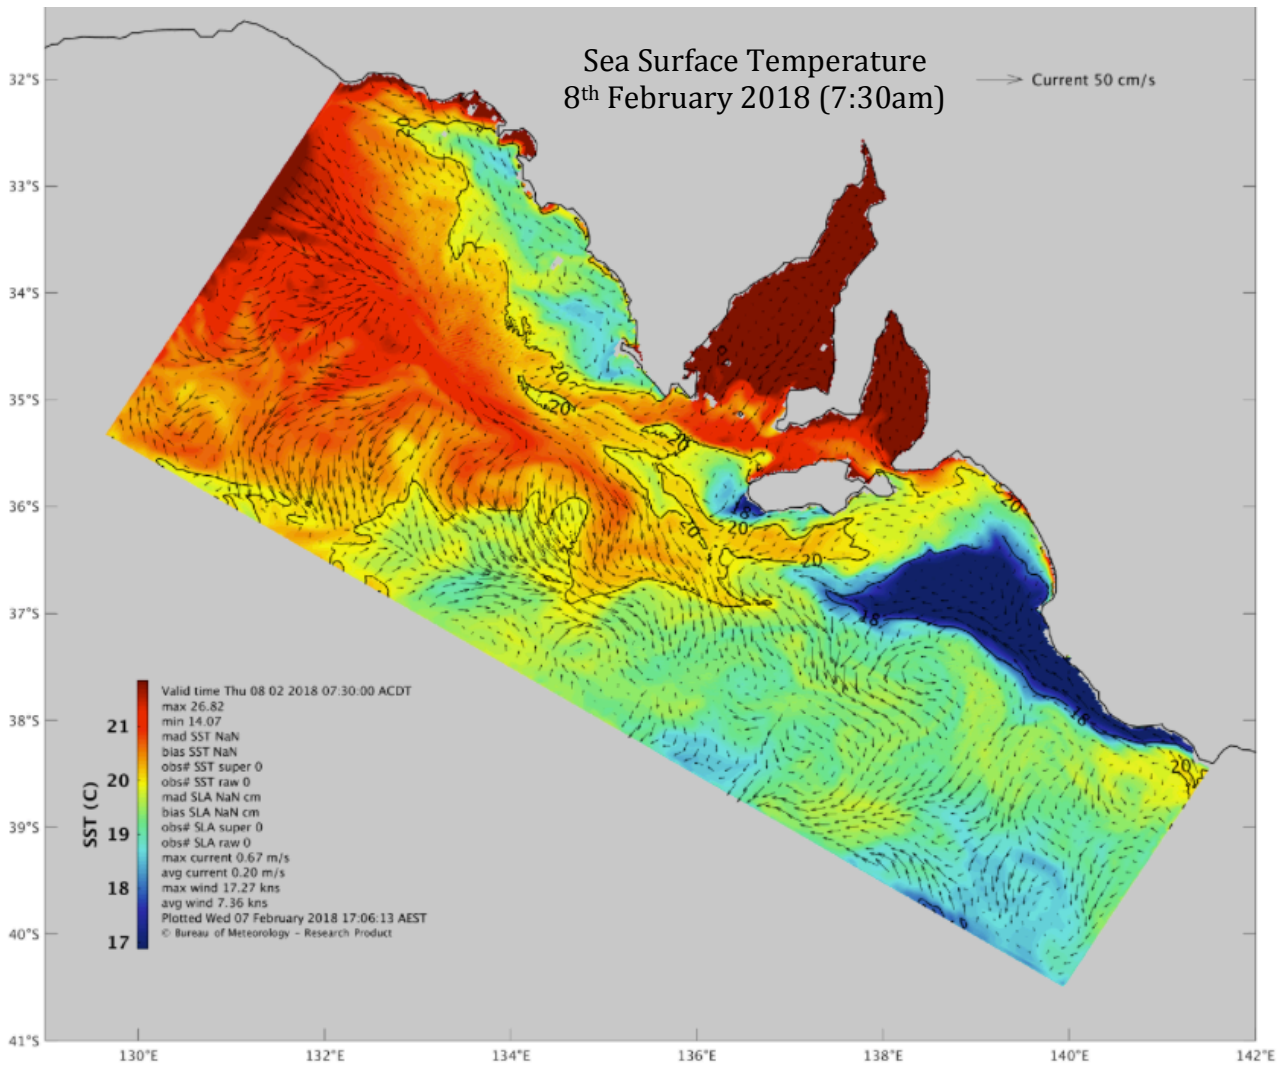 Sea Surface Temperature
8th February 2018 (7:30am)
Current 50 cm/s
32°S
33°S
34°S
35°S
36°S
37°S
38°S
39°S
40°S
41°S
20
20
20
20
18
20
20
20
20
18
18
20
SST (C)
21
20
19
18
17
Valid time Thu 08 02 2018 07:30:00 ACDT
max 26.82
min 14.07
mad SST NaN
bias SST NaN
obs# SST super 0
obs# SST raw 0
mad SLA NaN cm
bias SLA NaN cm
obs# SLA super 0
obs# SLA raw 0
max current 0.67 m/s
avg current 0.20 m/s
max wind 17.27 kns
avg wind 7.36 kns
Plotted Wed 07 February 2018 17:06:13 AEST
© Bureau of Meteorology - Research Product
130°E
132°E
134°E
136°E
138°E
140°E
142°E